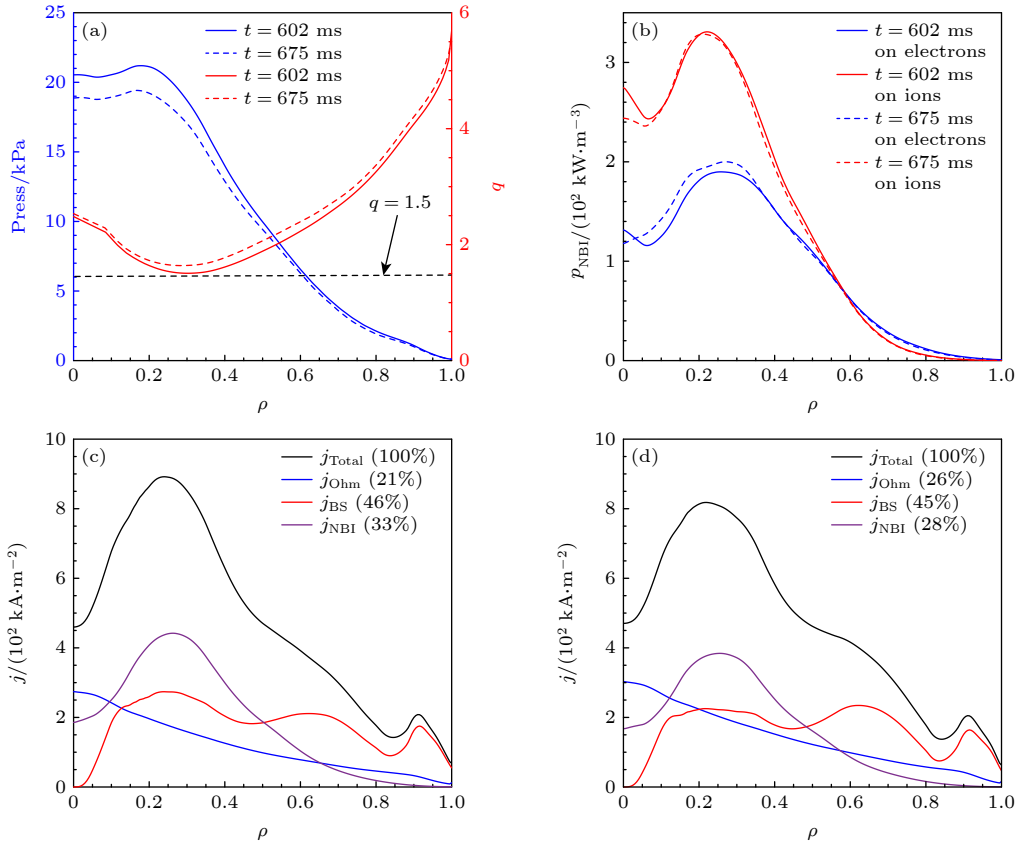 (a)
t = 602 ms
t = 675 ms
t = 602 ms
t = 675 ms
q = 1.5
Press/kPa
0
5
10
15
20
25
q
0
2
4
6
0
0.2
0.4
0.6
0.8
1.0
ρ
(b)
t = 602 ms
on electrons
t = 602 ms
on ions
t = 675 ms
on electrons
t = 675 ms
on ions
p_NBI/(10² kW·m⁻³)
0
1
2
3
0
0.2
0.4
0.6
0.8
1.0
ρ
(c)
j_Total (100%)
j_Ohm (21%)
j_BS (46%)
j_NBI (33%)
j/(10² kA·m⁻²)
0
2
4
6
8
10
0
0.2
0.4
0.6
0.8
1.0
ρ
(d)
j_Total (100%)
j_Ohm (26%)
j_BS (45%)
j_NBI (28%)
j/(10² kA·m⁻²)
0
2
4
6
8
10
0
0.2
0.4
0.6
0.8
1.0
ρ